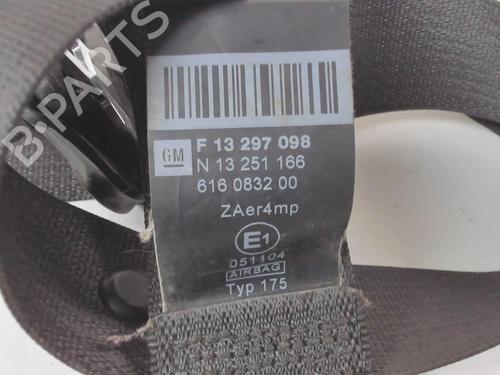 B-PARTS
GM
F 13 297 098
N 13 251 166
616 0832 00
ZAer4mp
E1
051104
AIRBAG
Typ 175